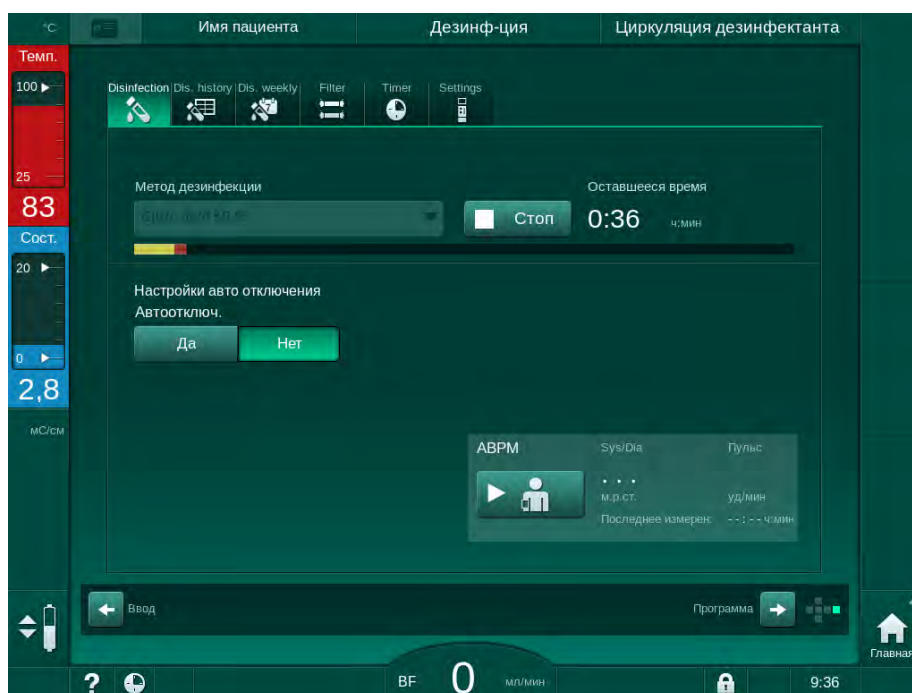 °C Имя пациента Дезинф-ция Циркуляция дезинфектанта
Темп.
100
25
83
Сост.
20
0
2,8
мС/см
Disinfection Dis. history Dis. weekly Filter Timer Settings
7
Метод дезинфекции
Оставшееся время
Стоп
0:36 ч:мин
Настройки авто отключения
Автоотключ.
Да Нет
ABPM Sys/Dia Пульс
. . .
м.р.ст. уд/мин
Последнее измерен: --:-- ч:мин
Ввод Программа
Главная
? BF 0 мл/мин 9:36